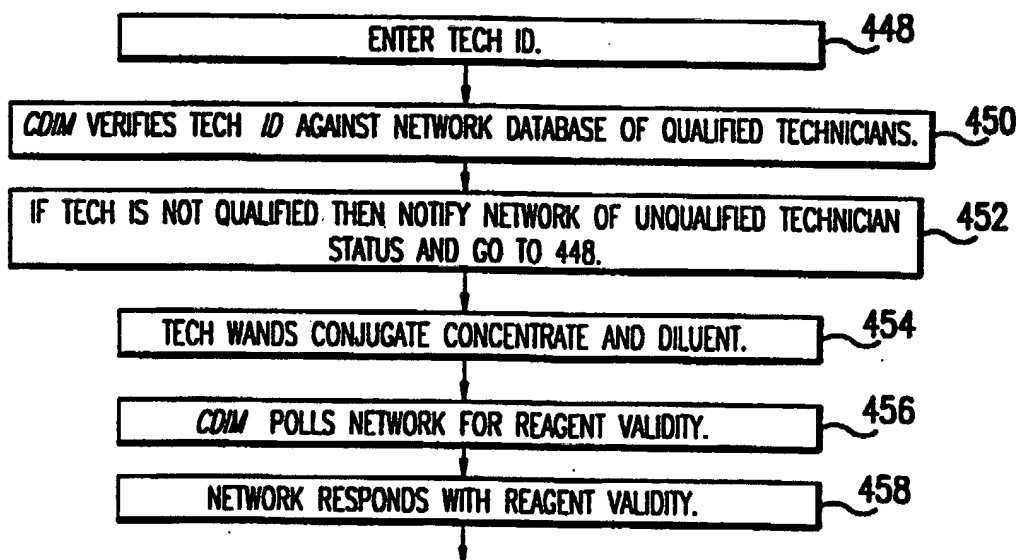 ENTER TECH ID.
448
CDIM VERIFIES TECH ID AGAINST NETWORK DATABASE OF QUALIFIED TECHNICIANS.
450
IF TECH IS NOT QUALIFIED THEN NOTIFY NETWORK OF UNQUALIFIED TECHNICIAN
STATUS AND GO TO 448.
452
TECH WANDS CONJUGATE CONCENTRATE AND DILUENT.
454
CDIM POLLS NETWORK FOR REAGENT VALIDITY.
456
NETWORK RESPONDS WITH REAGENT VALIDITY.
458